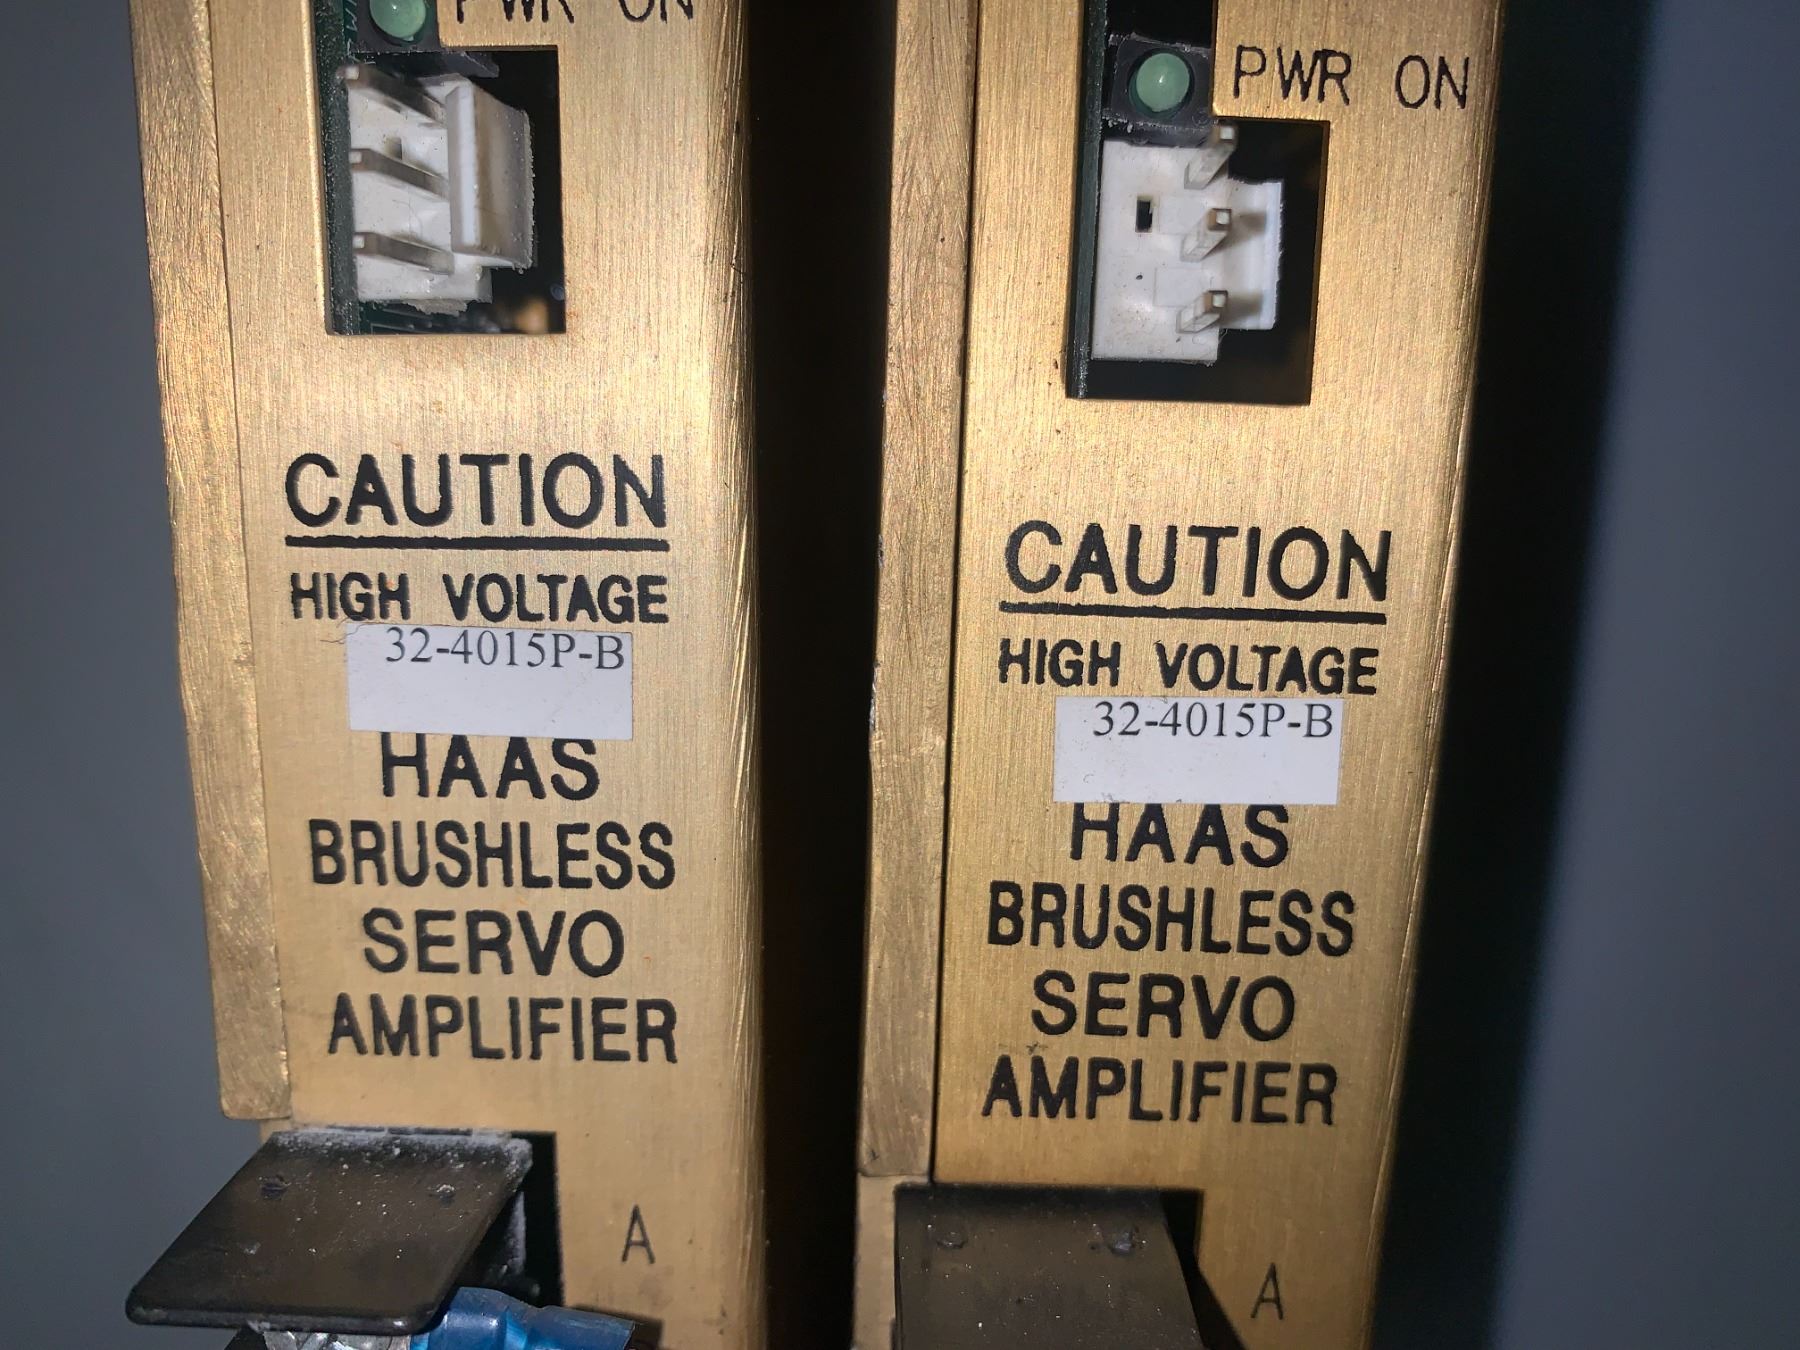 PWR ON
CAUTION
HIGH VOLTAGE
32-4015P-B
HAAS
BRUSHLESS
SERVO
AMPLIFIER
A
PWR ON
CAUTION
HIGH VOLTAGE
32-4015P-B
HAAS
BRUSHLESS
SERVO
AMPLIFIER
A